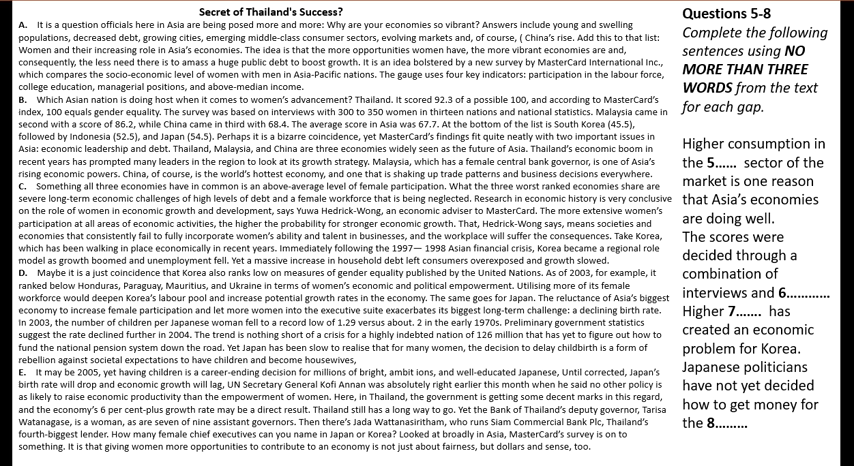 Secret of Thailand's Success?
A. It is a question officials here in Asia are being posed more and more: Why are your economies so vibrant? Answers include young and swelling
populations, decreased debt, growing cities, emerging middle-class consumer sectors, evolving markets and, of course, ( China's rise. Add to this that list:
Women and their increasing role in Asia's economies. The idea is that the more opportunities women have, the more vibrant economies are and,
consequently, the less need there is to amass a huge public debt to boost growth. It is an idea bolstered by a new survey by MasterCard International Inc.,
which compares the socio-economic level of women with men in Asia-Pacific nations. The gauge uses four key indicators: participation in the labour force,
college education, managerial positions, and above-median income.
B. Which Asian nation is doing host when it comes to women's advancement? Thailand. It scored 92.3 of a possible 100, and according to MasterCard's
index, 100 equals gender equality. The survey was based on interviews with 300 to 350 women in thirteen nations and national statistics. Malaysia came in
second with a score of 86.2, while China came in third with 68.4. The average score in Asia was 67.7. At the bottom of the list is South Korea (45.5),
followed by Indonesia (52.5), and Japan (54.5). Perhaps it is a bizarre coincidence, yet MasterCard's findings fit quite neatly with two important issues in
Asia: economic leadership and debt. Thailand, Malaysia, and China are three economies widely seen as the future of Asia. Thailand's economic boom in
recent years has prompted many leaders in the region to look at its growth strategy. Malaysia, which has a female central bank governor, is one of Asia's
rising economic powers. China, of course, is the world's hottest economy, and one that is shaking up trade patterns and business decisions everywhere.
C. Something all three economies have in common is an above-average level of female participation. What the three worst ranked economies share are
severe long-term economic challenges of high levels of debt and a female workforce that is being neglected. Research in economic history is very conclusive
on the role of women in economic growth and development, says Yuwa Hedrick-Wong, an economic adviser to MasterCard. The more extensive women's
participation at all areas of economic activities, the higher the probability for stronger economic growth. That, Hedrick-Wong says, means societies and
economies that consistently fail to fully incorporate women's ability and talent in businesses, and the workplace will suffer the consequences. Take Korea,
which has been walking in place economically in recent years. Immediately following the 1997— 1998 Asian financial crisis, Korea became a regional role
model as growth boomed and unemployment fell. Yet a massive increase in household debt left consumers overexposed and growth slowed.
D. Maybe it is a just coincidence that Korea also ranks low on measures of gender equality published by the United Nations. As of 2003, for example, it
ranked below Honduras, Paraguay, Mauritius, and Ukraine in terms of women's economic and political empowerment. Utilising more of its female
workforce would deepen Korea's labour pool and increase potential growth rates in the economy. The same goes for Japan. The reluctance of Asia's biggest
economy to increase female participation and let more women into the executive suite exacerbates its biggest long-term challenge: a declining birth rate.
In 2003, the number of children per Japanese woman fell to a record low of 1.29 versus about. 2 in the early 1970s. Preliminary government statistics
suggest the rate declined further in 2004. The trend is nothing short of a crisis for a highly indebted nation of 126 million that has yet to figure out how to
fund the national pension system down the road. Yet Japan has been slow to realise that for many women, the decision to delay childbirth is a form of
rebellion against societal expectations to have children and become housewives,
E. It may be 2005, yet having children is a career-ending decision for millions of bright, ambit ions, and well-educated Japanese, Until corrected, Japan's
birth rate will drop and economic growth will lag, UN Secretary General Kofi Annan was absolutely right earlier this month when he said no other policy is
as likely to raise economic productivity than the empowerment of women. Here, in Thailand, the government is getting some decent marks in this regard,
and the economy's 6 per cent-plus growth rate may be a direct result. Thailand still has a long way to go. Yet the Bank of Thailand's deputy governor, Tarisa
Watanagase, is a woman, as are seven of nine assistant governors. Then there's Jada Wattanasiritham, who runs Siam Commercial Bank Plc, Thailand's
fourth-biggest lender. How many female chief executives can you name in Japan or Korea? Looked at broadly in Asia, MasterCard's survey is on to
something. It is that giving women more opportunities to contribute to an economy is not just about fairness, but dollars and sense, too.
Questions 5-8
Complete the following
sentences using NO
MORE THAN THREE
WORDS from the text
for each gap.
Higher consumption in
the 5...... sector of the
market is one reason
that Asia's economies
are doing well.
The scores were
decided through a
combination of
interviews and 6............
Higher 7....... has
created an economic
problem for Korea.
Japanese politicians
have not yet decided
how to get money for
the 8.........